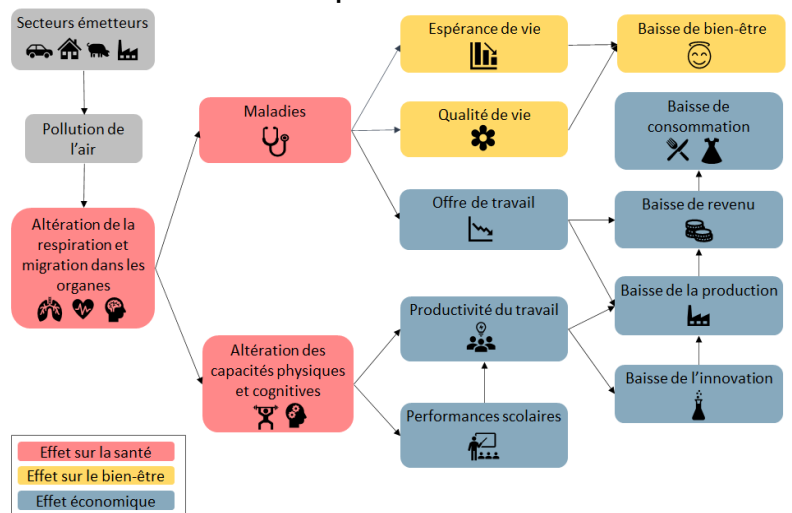 Secteurs émetteurs
Pollution de
l'air
Altération de la
respiration et
migration dans les
organes
Maladies
Altération des
capacités physiques
et cognitives
Espérance de vie
Qualité de vie
Offre de travail
Productivité du travail
Performances scolaires
Baisse de bien-être
Baisse de
consommation
Baisse de revenu
Baisse de la production
Baisse de l'innovation
Effet sur la santé
Effet sur le bien-être
Effet économique